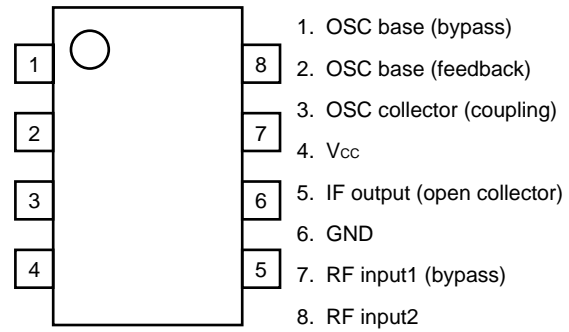 1
2
3
4
8
7
6
5
1. OSC base (bypass)
2. OSC base (feedback)
3. OSC collector (coupling)
4. Vcc
5. IF output (open collector)
6. GND
7. RF input1 (bypass)
8. RF input2